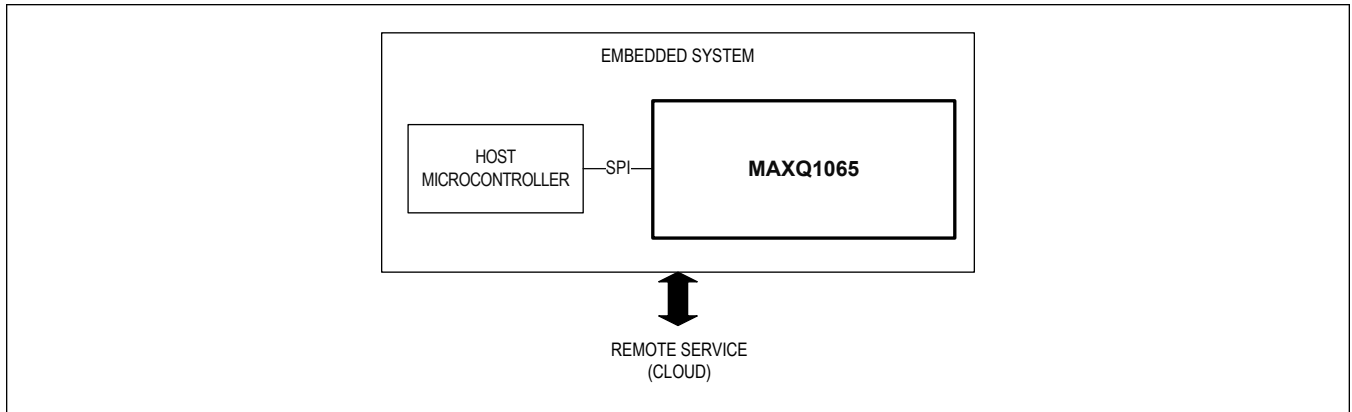 EMBEDDED SYSTEM
HOST
MICROCONTROLLER
SPI
MAXQ1065
REMOTE SERVICE
(CLOUD)